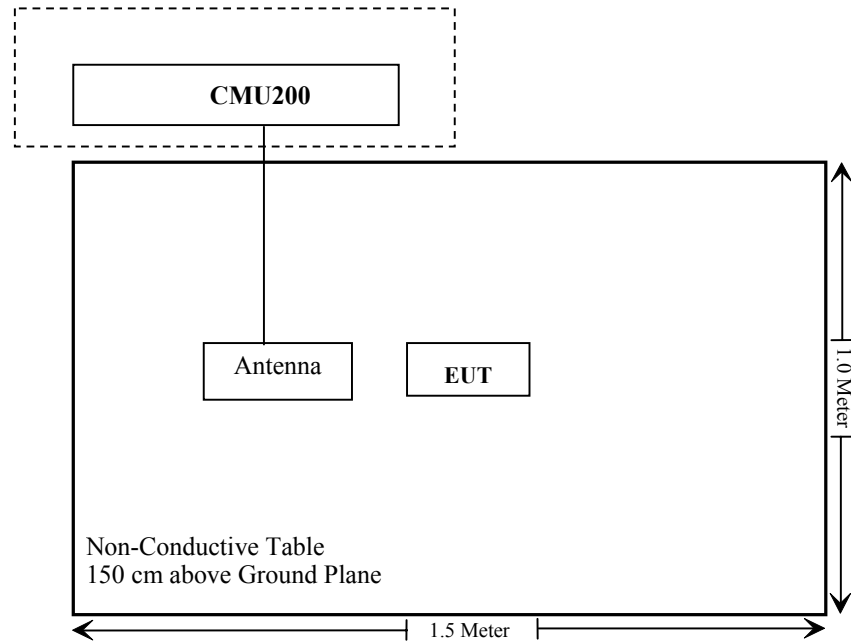 CMU200
Antenna
EUT
1.0 Meter
Non-Conductive Table
150 cm above Ground Plane
1.5 Meter